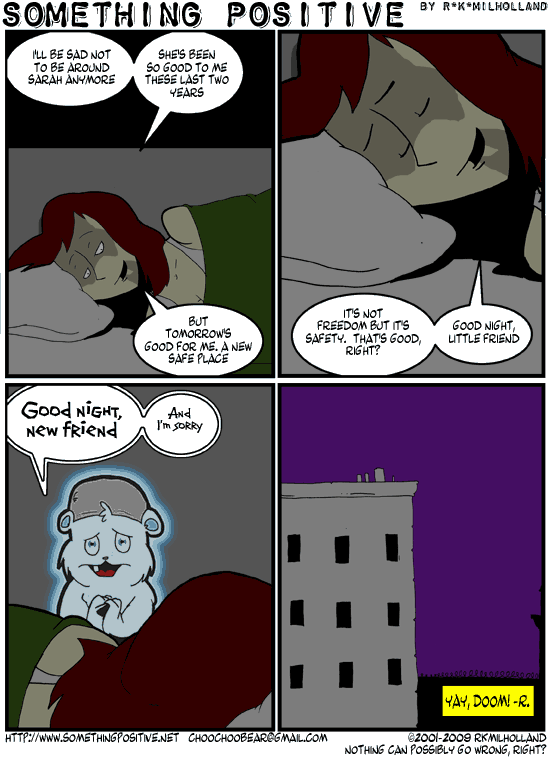 SOMETHING POSITIVE
BY R*K*MILHOLLAND
I'LL BE SAD NOT
TO BE AROUND
SARAH ANYMORE
SHE'S BEEN
SO GOOD TO ME
THESE LAST TWO
YEARS
BUT
TOMORROW'S
GOOD FOR ME. A NEW
SAFE PLACE
IT'S NOT
FREEDOM BUT IT'S
SAFETY. THAT'S GOOD,
RIGHT?
GOOD NIGHT,
LITTLE FRIEND
GOOD NIGHT,
NEW FRIEND
AND
I'M SORRY
YAY, DOOM! -R.
HTTP://WWW.SOMETHINGPOSITIVE.NET CHOOCHOOBEAR@GMAIL.COM
©2001-2009 RKMILHOLLAND
NOTHING CAN POSSIBLY GO WRONG, RIGHT?